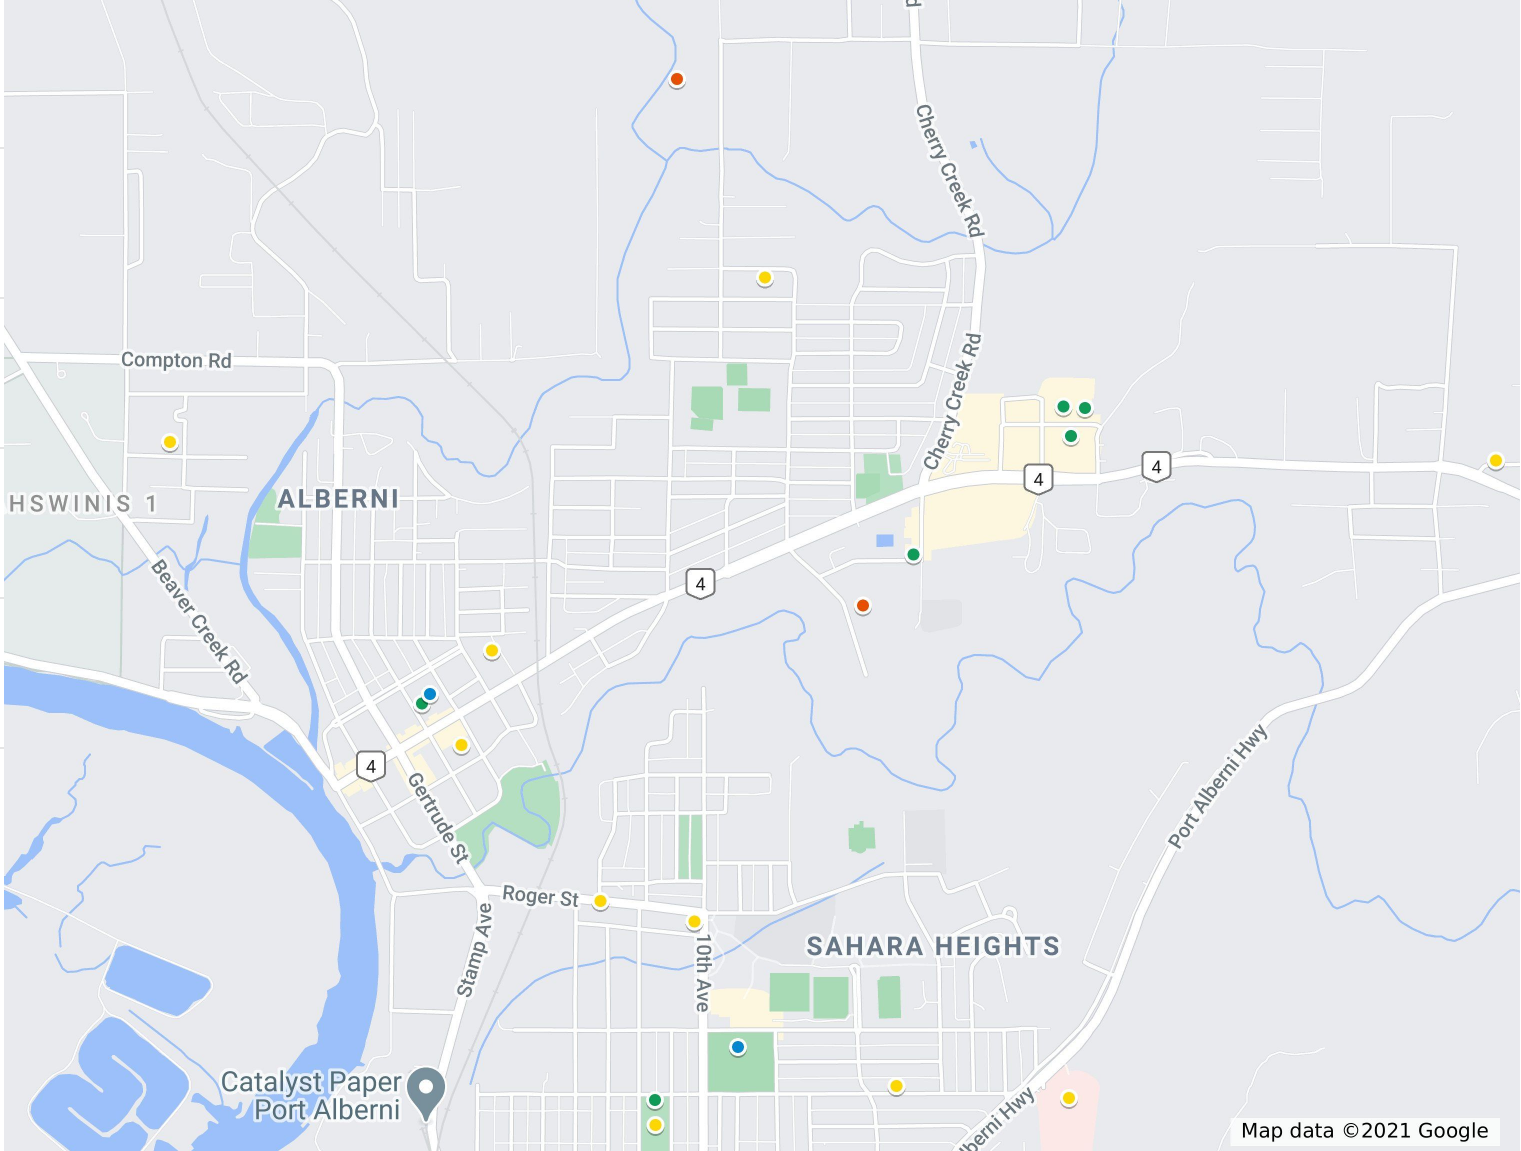 Cherry Creek Rd
Compton Rd
Cherry Creek Rd
4
4
HSWINIS 1
ALBERNI
Beaver Creek Rd
4
4
Gertrude St
Port Alberni Hwy
Roger St
Stamp Ave
10th Ave
SAHARA HEIGHTS
Catalyst Paper
Port Alberni
lberni Hwy
Map data ©2021 Google